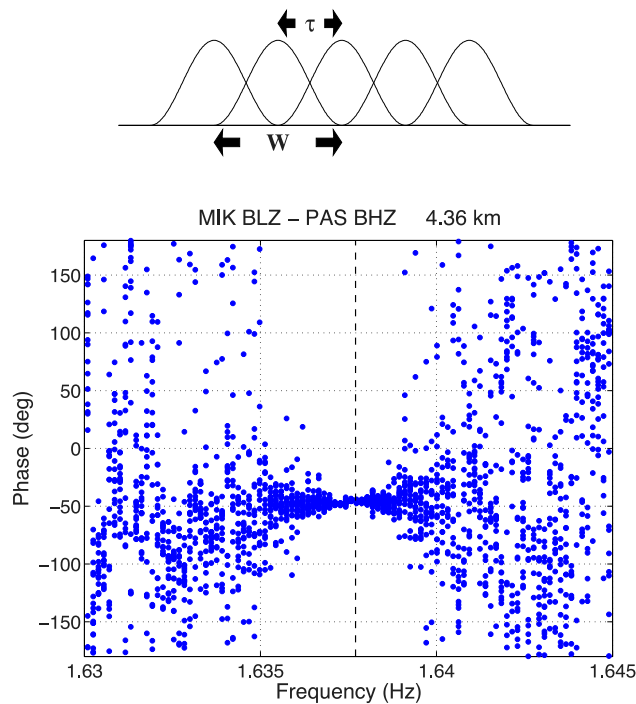 τ
W
MIK BLZ – PAS BHZ 4.36 km
150
100
50
0
−50
−100
−150
Phase (deg)
1.63 1.635 1.64 1.645
Frequency (Hz)